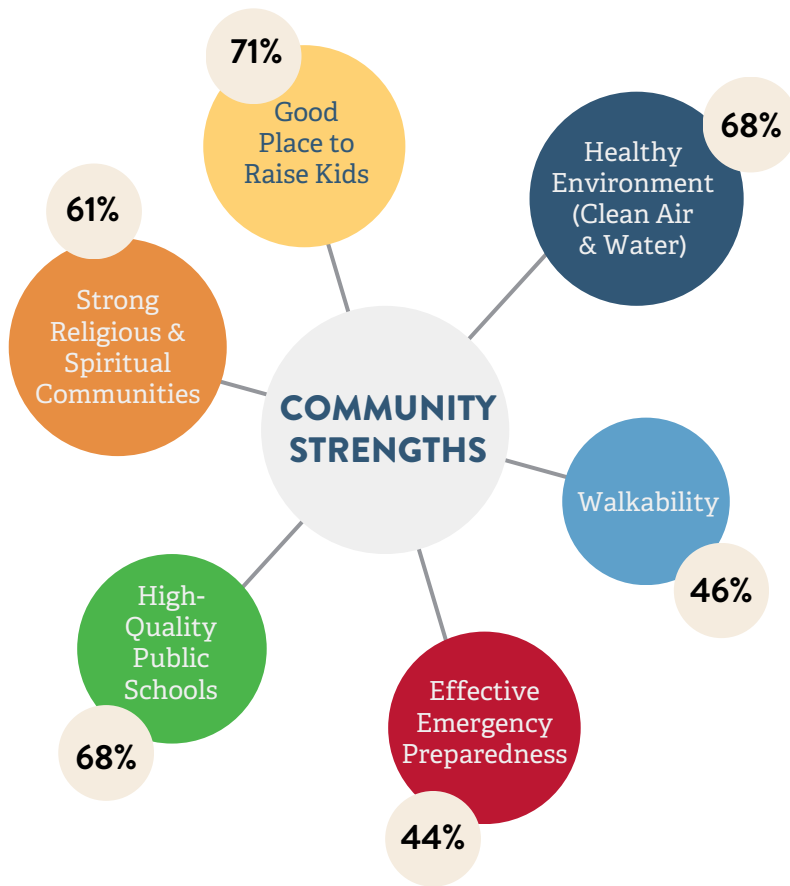 71%
Good
Place to
Raise Kids
68%
Healthy
Environment
(Clean Air
& Water)
61%
Strong
Religious &
Spiritual
Communities
COMMUNITY
STRENGTHS
Walkability
46%
High-
Quality
Public
Schools
68%
Effective
Emergency
Preparedness
44%